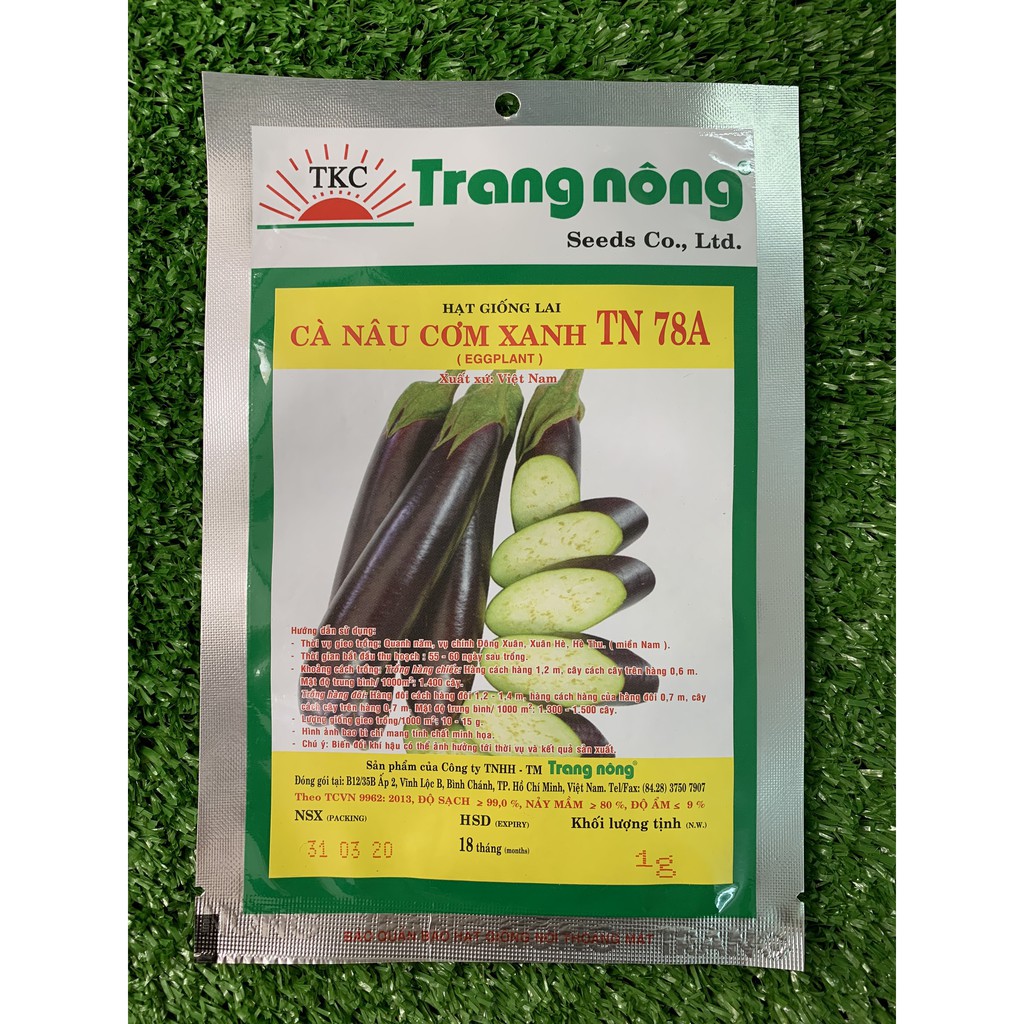 TKC
Trang nông®
Seeds Co., Ltd.
HẠT GIỐNG LAI
CÀ NÂU CƠM XANH TN 78A
( EGGPLANT )
Xuất xứ: Việt Nam
Hướng dẫn sử dụng:
- Thời vụ gieo trồng: Quanh năm, vụ chính Đông Xuân, Xuân Hè, Hè Thu. ( miền Nam ).
- Thời gian bắt đầu thu hoạch : 55 - 60 ngày sau trồng.
- Khoảng cách trồng: Trồng hàng chiếc: Hàng cách hàng 1,2 m, cây cách cây trên hàng 0,6 m.
Mật độ trung bình/ 1000m²: 1.400 cây.
Trồng hàng đôi: Hàng đôi cách hàng đôi 1,2 - 1,4 m, hàng cách hàng của hàng đôi 0,7 m, cây
cách cây trên hàng 0,7 m. Mật độ trung bình/ 1000 m²: 1.300 - 1.500 cây.
- Lượng giống gieo trồng/1000 m²: 10 - 15 g.
- Hình ảnh bao bì chỉ mang tính chất minh họa.
- Chú ý: Biến đổi khí hậu có thể ảnh hưởng tới thời vụ và kết quả sản xuất.
Sản phẩm của Công ty TNHH - TM Trang nông®
Đóng gói tại: B12/35B Ấp 2, Vĩnh Lộc B, Bình Chánh, TP. Hồ Chí Minh, Việt Nam. Tel/Fax: (84.28) 3750 7907
Theo TCVN 9962: 2013, ĐỘ SẠCH ≥ 99,0 %, NẢY MẦM ≥ 80 %, ĐỘ ẨM ≤ 9 %
NSX (PACKING) HSD (EXPIRY) Khối lượng tịnh (N.W.)
31 03 20 18 tháng (months) 1g
BẢO QUẢN BAO HẠT GIỐNG NƠI THOÁNG MÁT